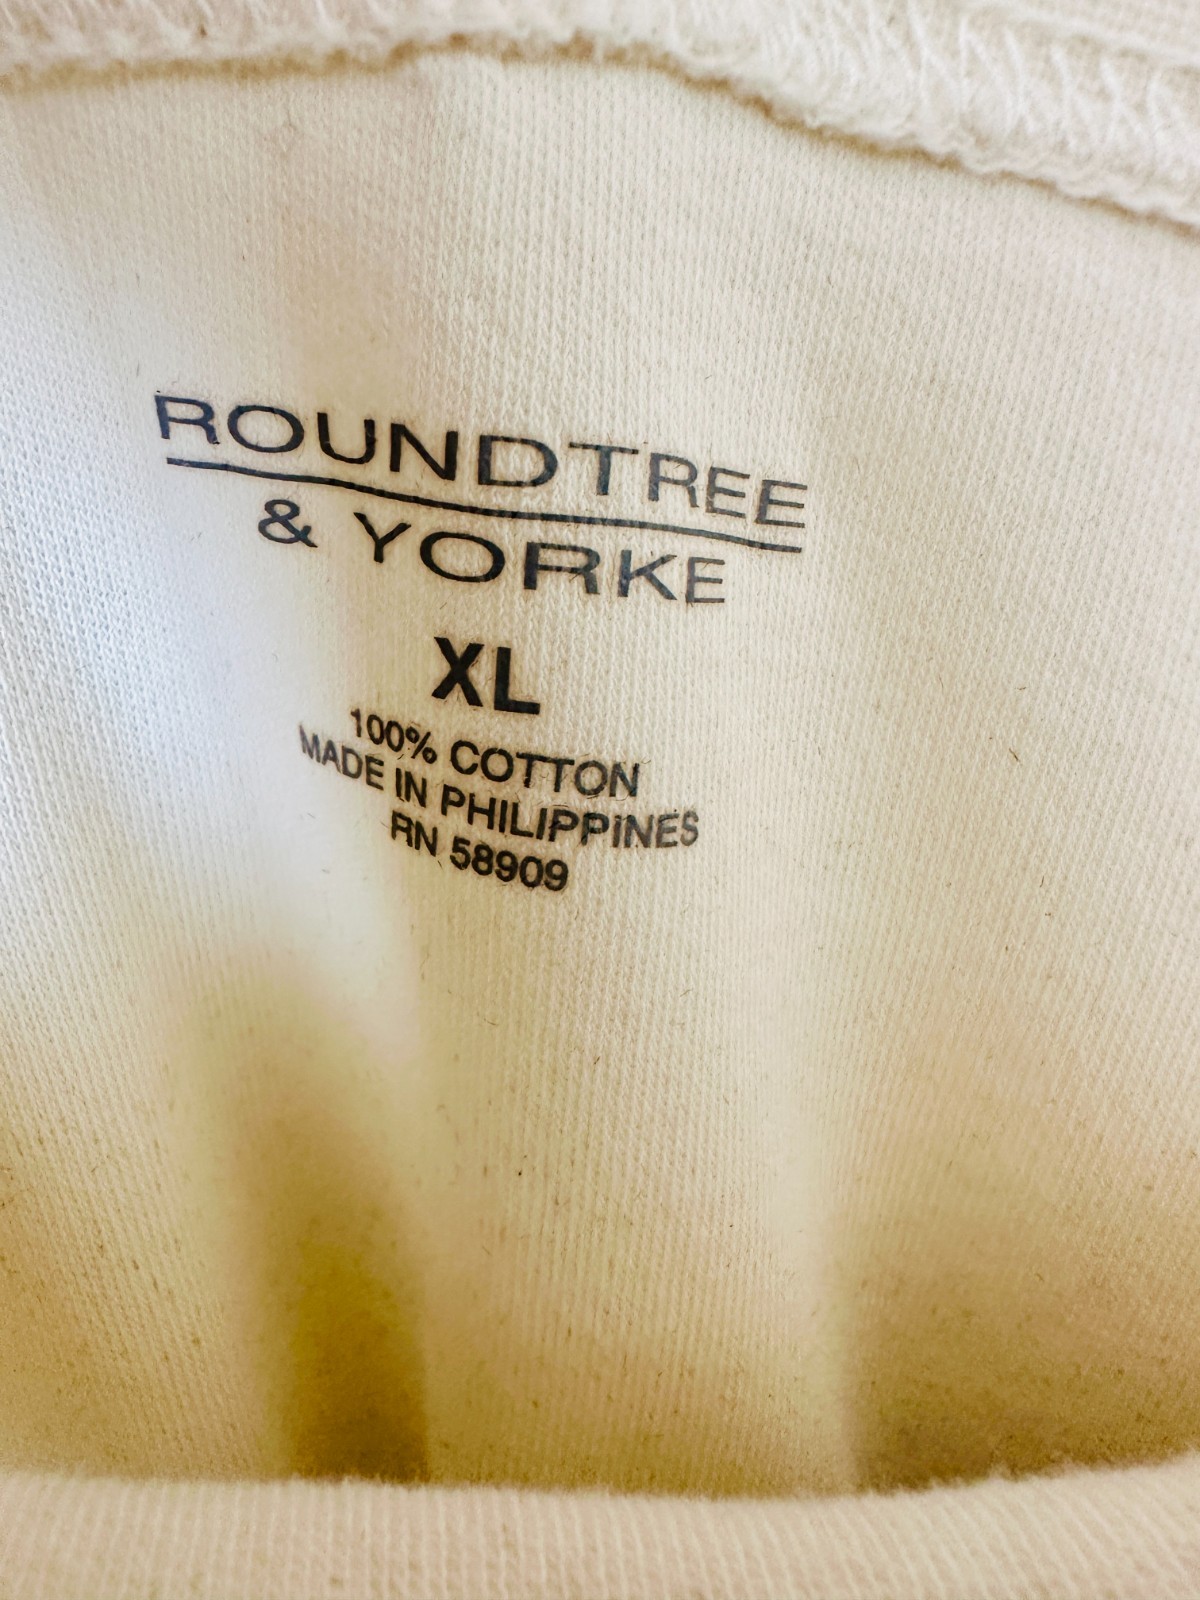 ROUNDTREE
& YORKE
XL
100% COTTON
MADE IN PHILIPPINES
RN 58909